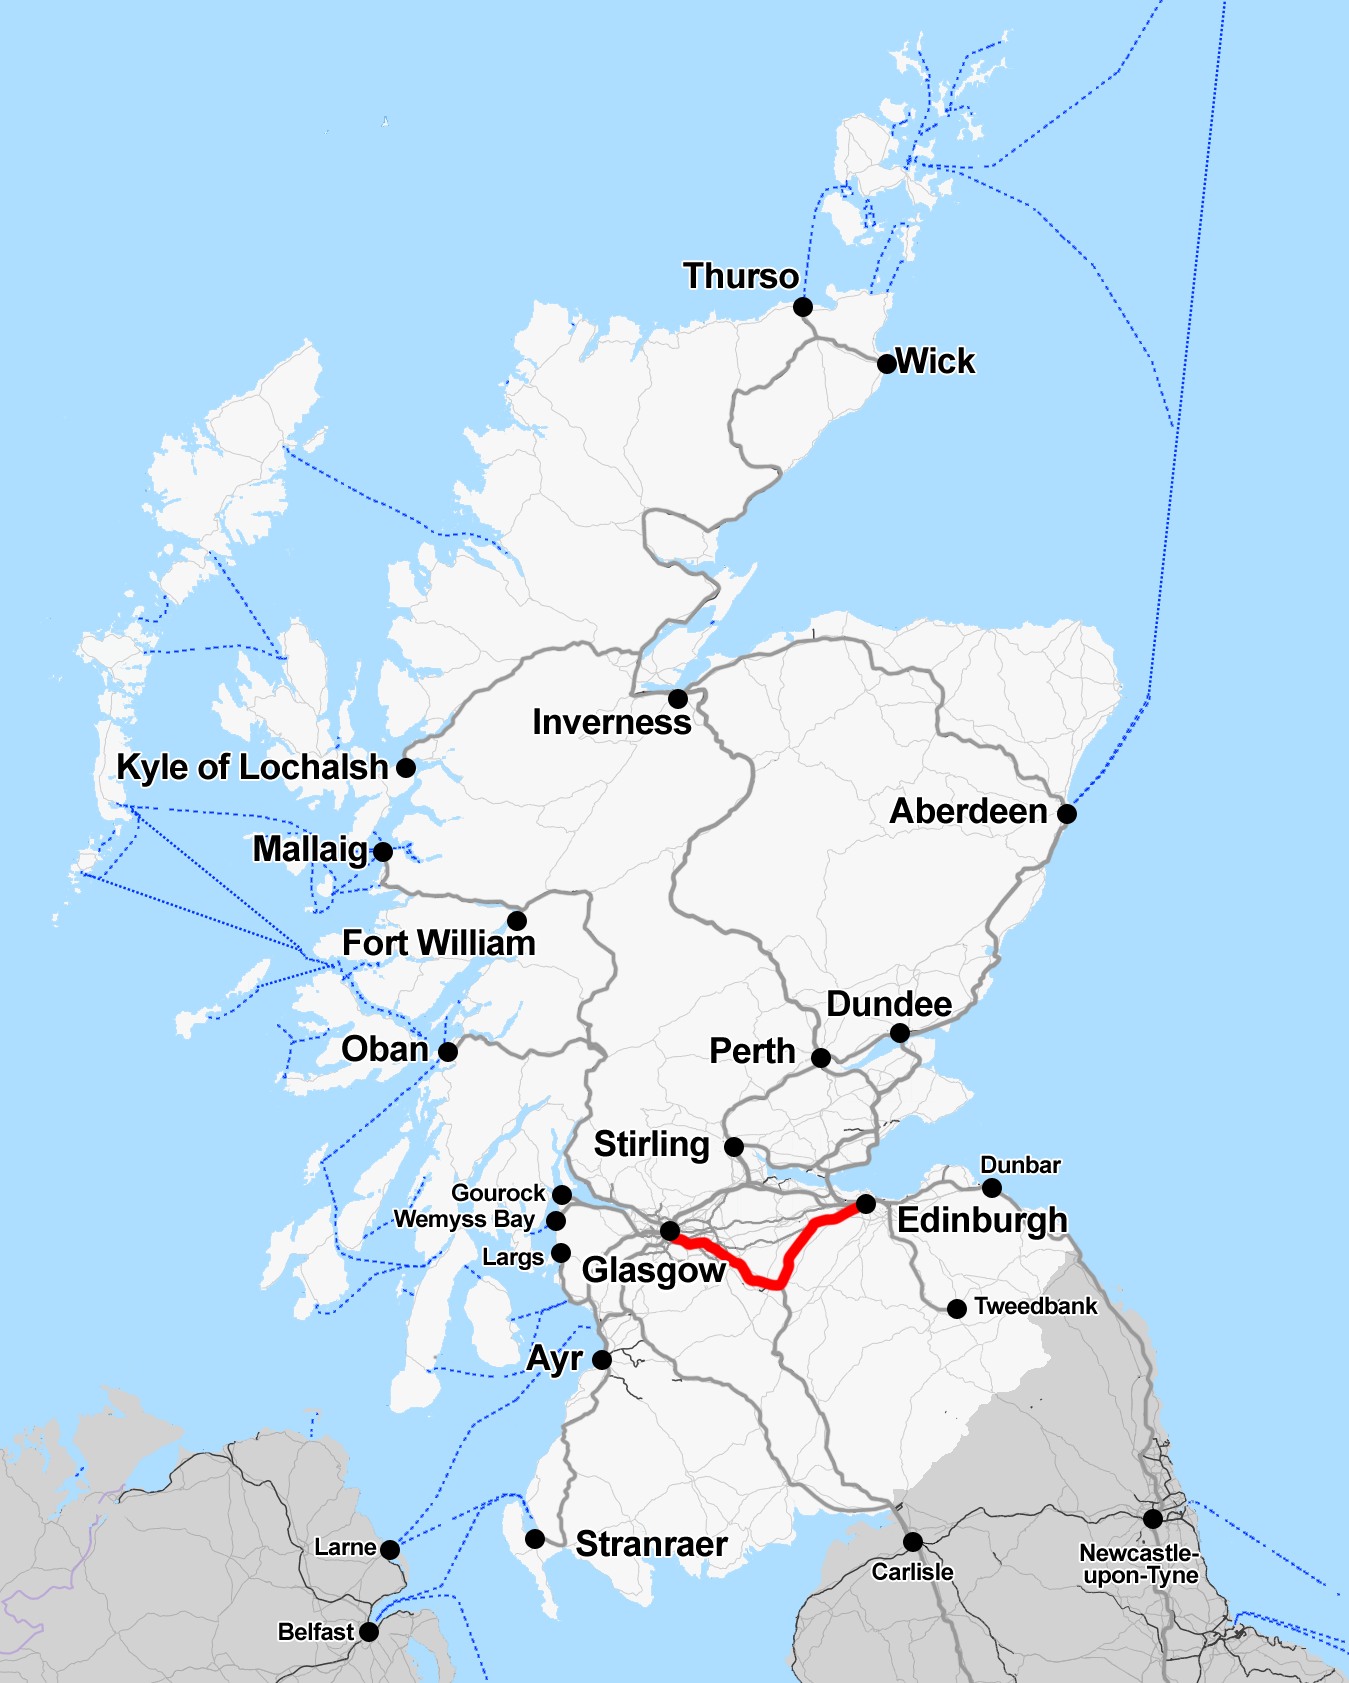 Thurso
Wick
Inverness
Kyle of Lochalsh
Aberdeen
Mallaig
Fort William
Dundee
Oban
Perth
Stirling
Dunbar
Gourock
Wemyss Bay
Edinburgh
Largs
Glasgow
Tweedbank
Ayr
Stranraer
Larne
Carlisle
Newcastle-
upon-Tyne
Belfast